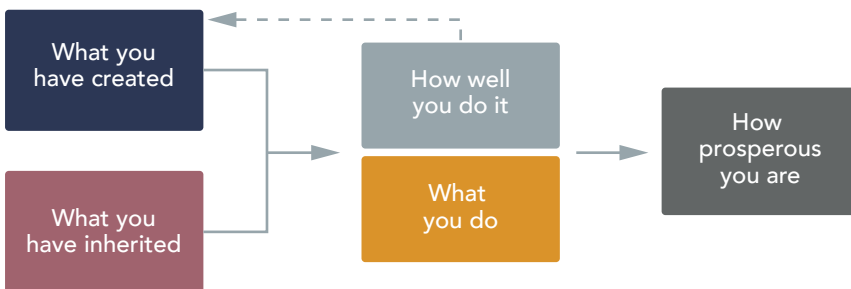 What you
have created
What you
have inherited
How well
you do it
What
you do
How
prosperous
you are